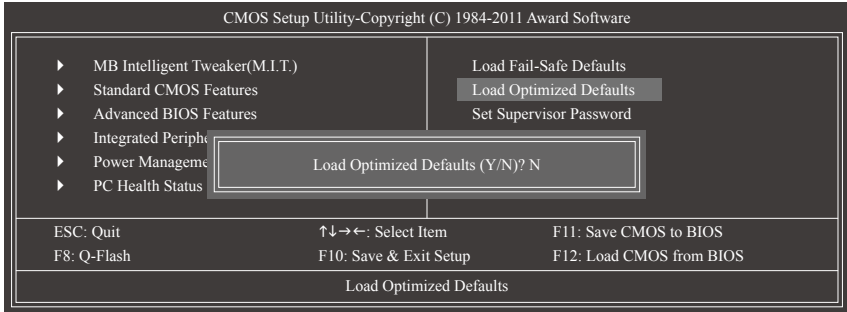 CMOS Setup Utility-Copyright (C) 1984-2011 Award Software
MB Intelligent Tweaker(M.I.T.)
Standard CMOS Features
Advanced BIOS Features
Integrated Periphe
Power Manageme
PC Health Status
Load Fail-Safe Defaults
Load Optimized Defaults
Set Supervisor Password
Load Optimized Defaults (Y/N)? N
ESC: Quit
↑↓→←: Select Item
F11: Save CMOS to BIOS
F8: Q-Flash
F10: Save & Exit Setup
F12: Load CMOS from BIOS
Load Optimized Defaults